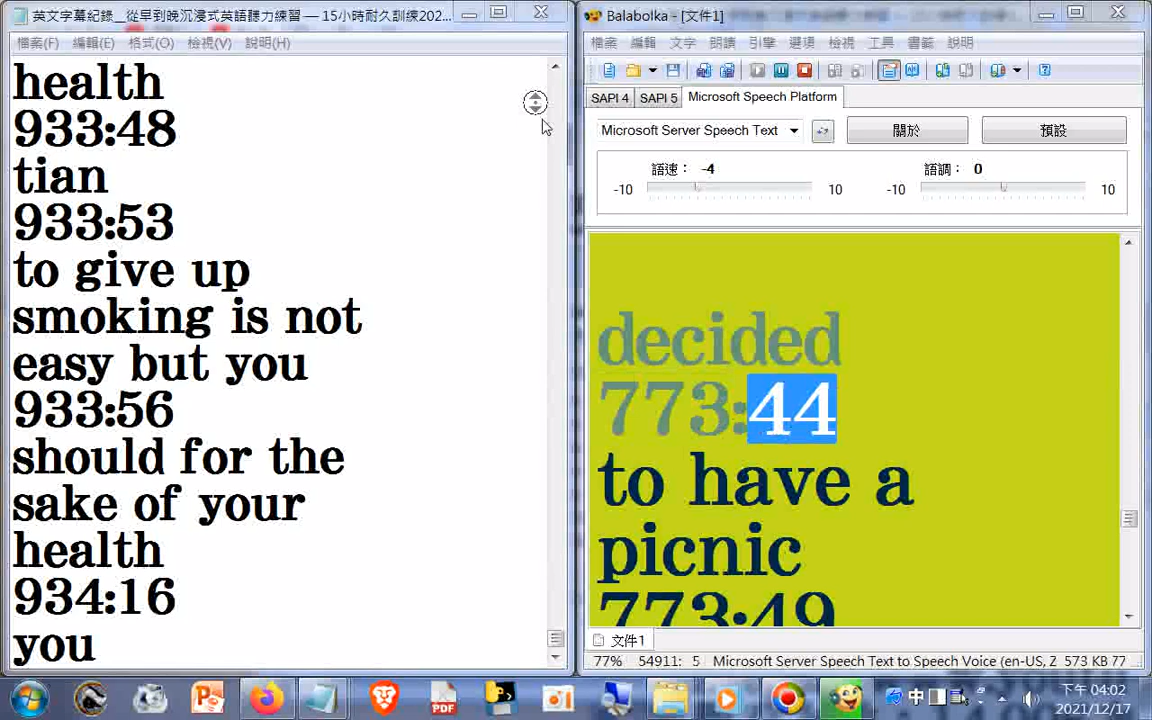 英文字幕紀錄__從早到晚沉浸式英語聽力練習 — 15小時耐久訓練202...
檔案(F) 編輯(E) 格式(O) 檢視(V) 說明(H)
health
933:48
tian
933:53
to give up
smoking is not
easy but you
933:56
should for the
sake of your
health
934:16
you
Balabolka - [文件1]
檔案 編輯 文字 朗讀 引擎 選項 檢視 工具 書籤 說明
SAPI 4 SAPI 5 Microsoft Speech Platform
Microsoft Server Speech Text 關於 預設
語速： -4 語調： 0
-10 10 -10 10
decided
773:44
to have a
picnic
773:49
文件1
77% 54911: 5 Microsoft Server Speech Text to Speech Voice (en-US, 2 573 KB 77
PDF 中 下午 04:02
2021/12/17